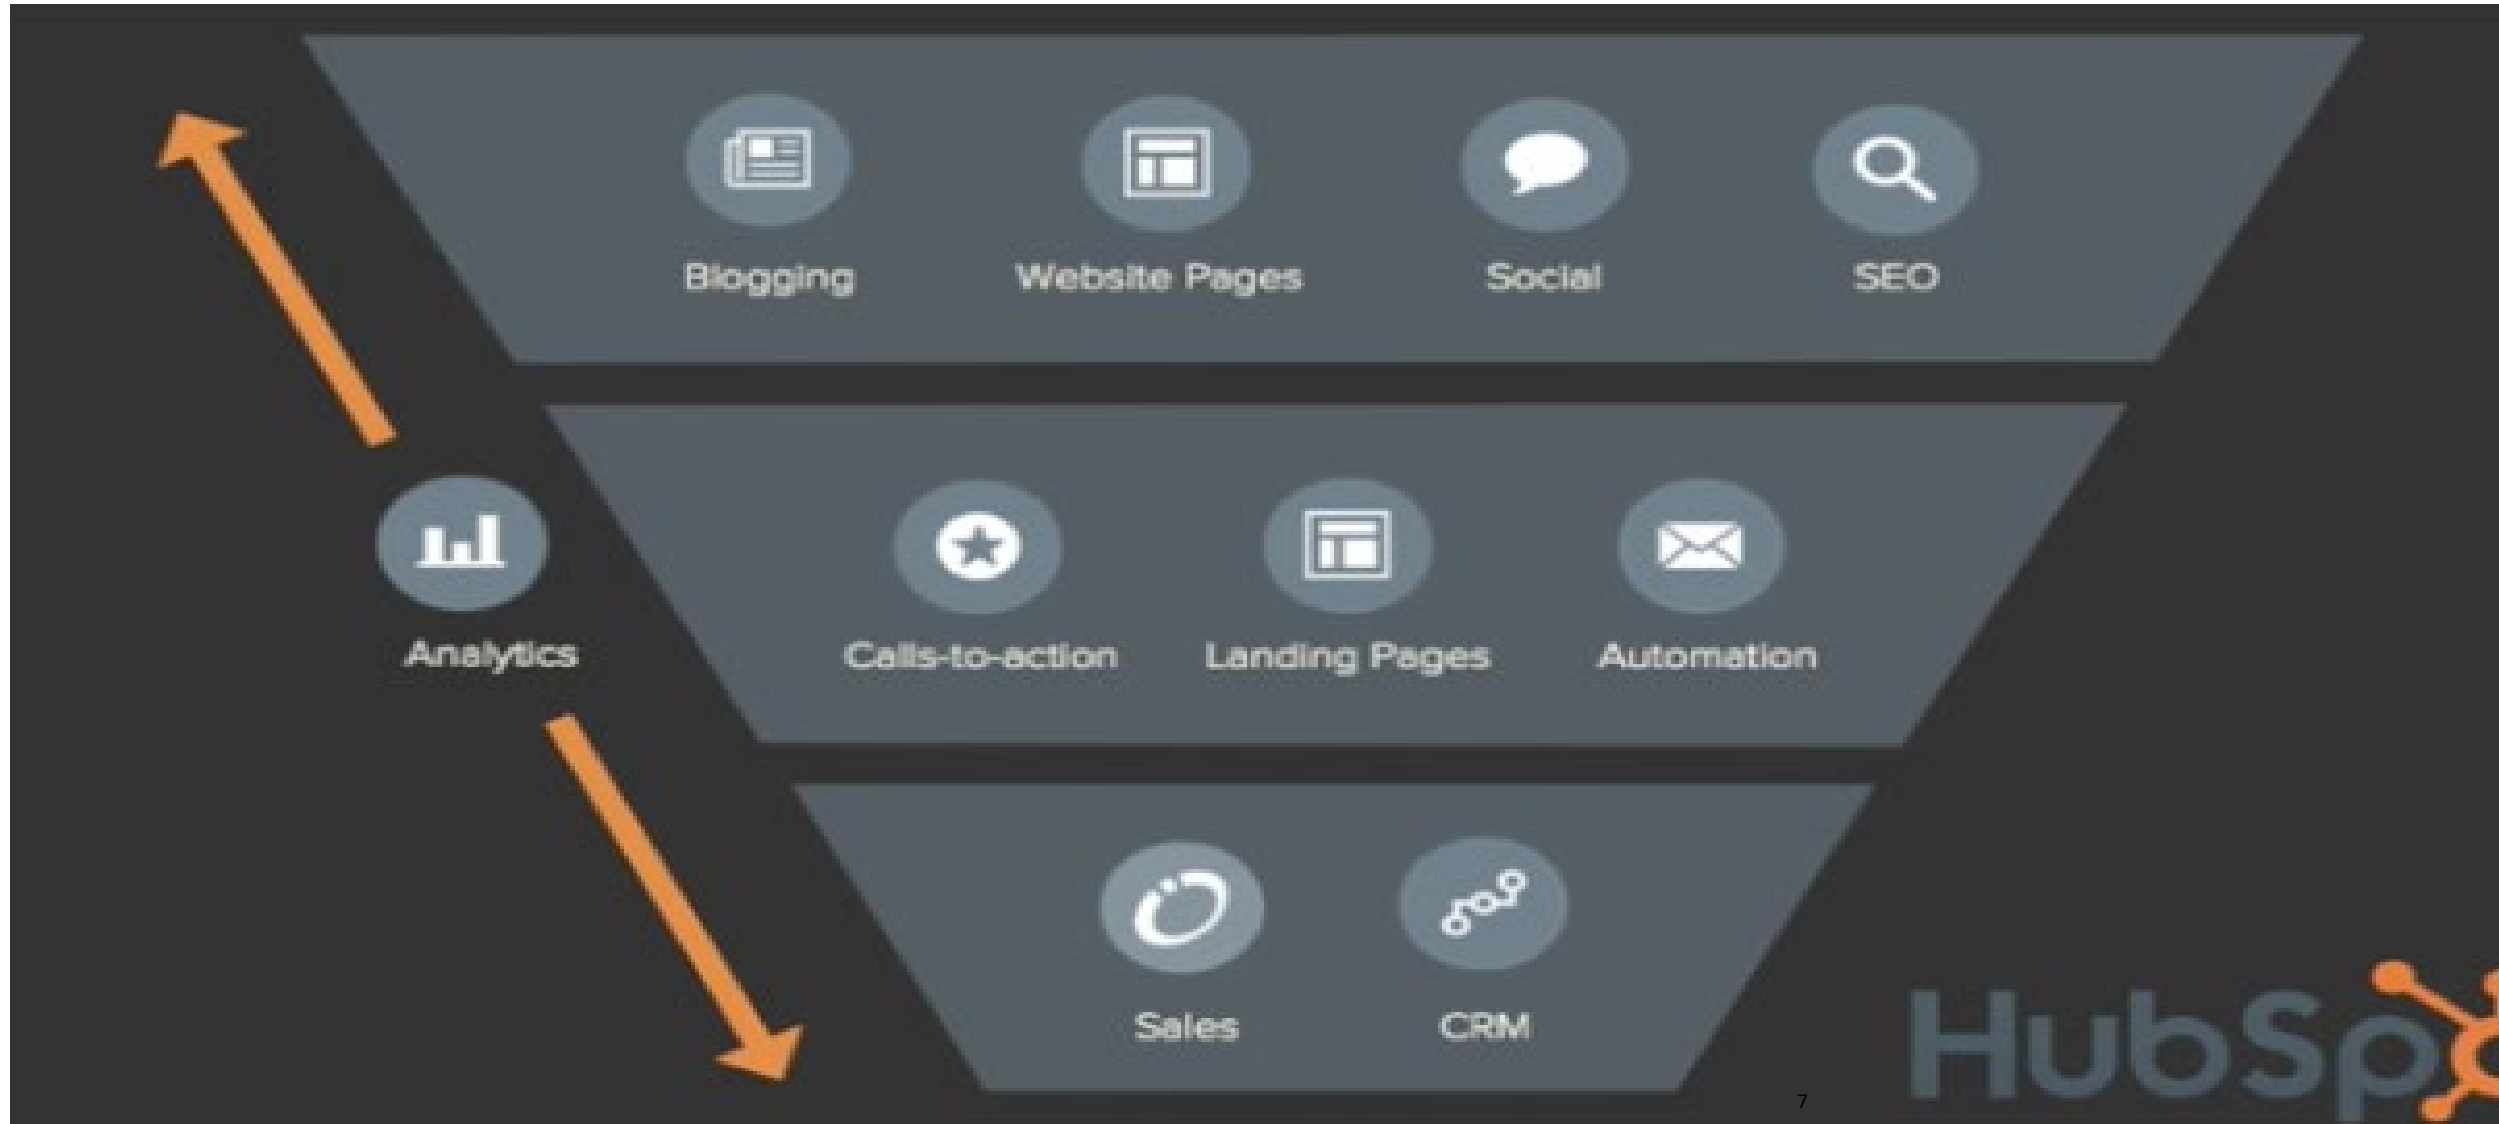 Blogging Website Pages Social SEO
Analytics Calls-to-action Landing Pages Automation
Sales CRM
HubSp
7